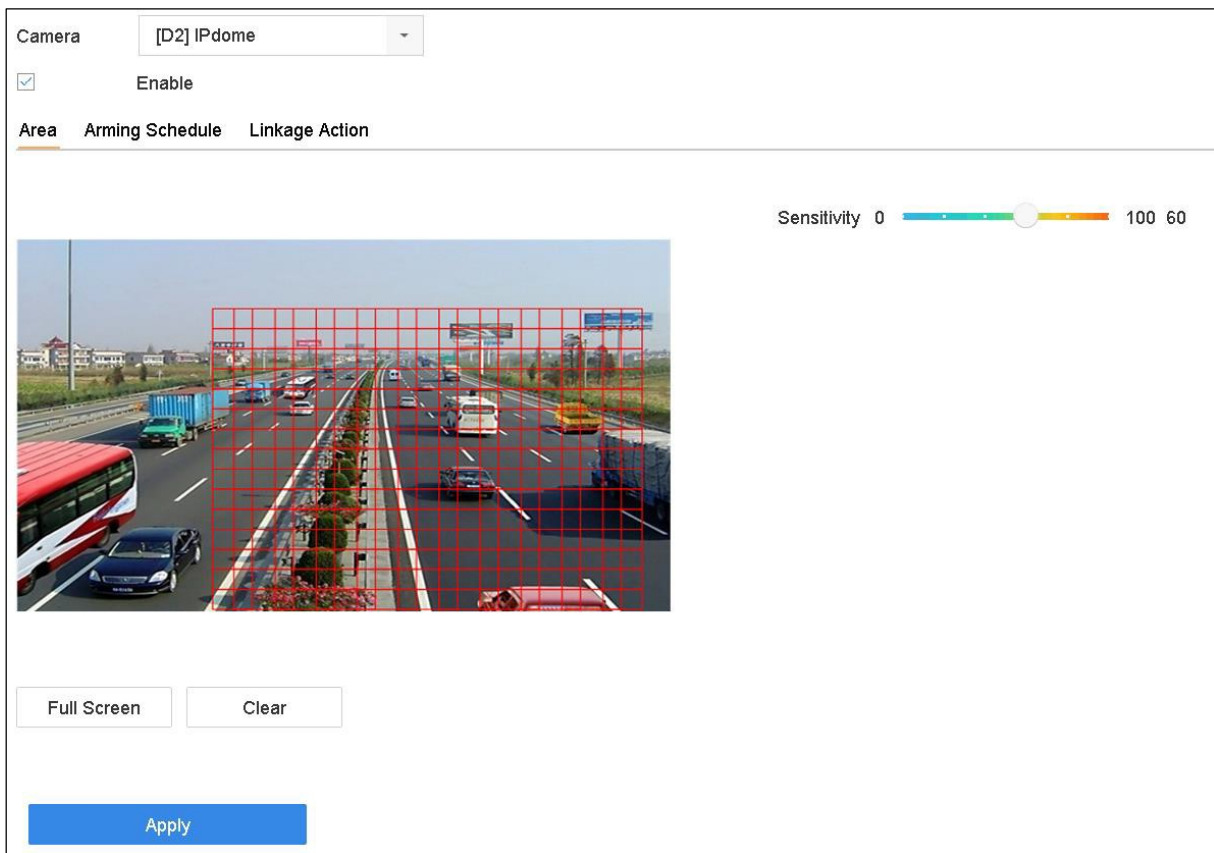 Camera [D2] IPdome
Enable
Area Arming Schedule Linkage Action
Sensitivity 0 100 60
Full Screen Clear
Apply